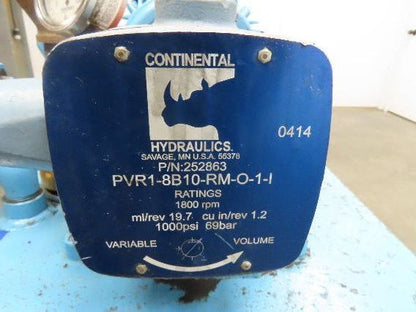 CONTINENTAL
HYDRAULICS.
SAVAGE, MN U.S.A. 55378
P/N:252863
0414
PVR1-8B10-RM-O-1-I
RATINGS
1800 rpm
ml/rev 19.7 cu in/rev 1.2
1000psi 69bar
VARIABLE VOLUME